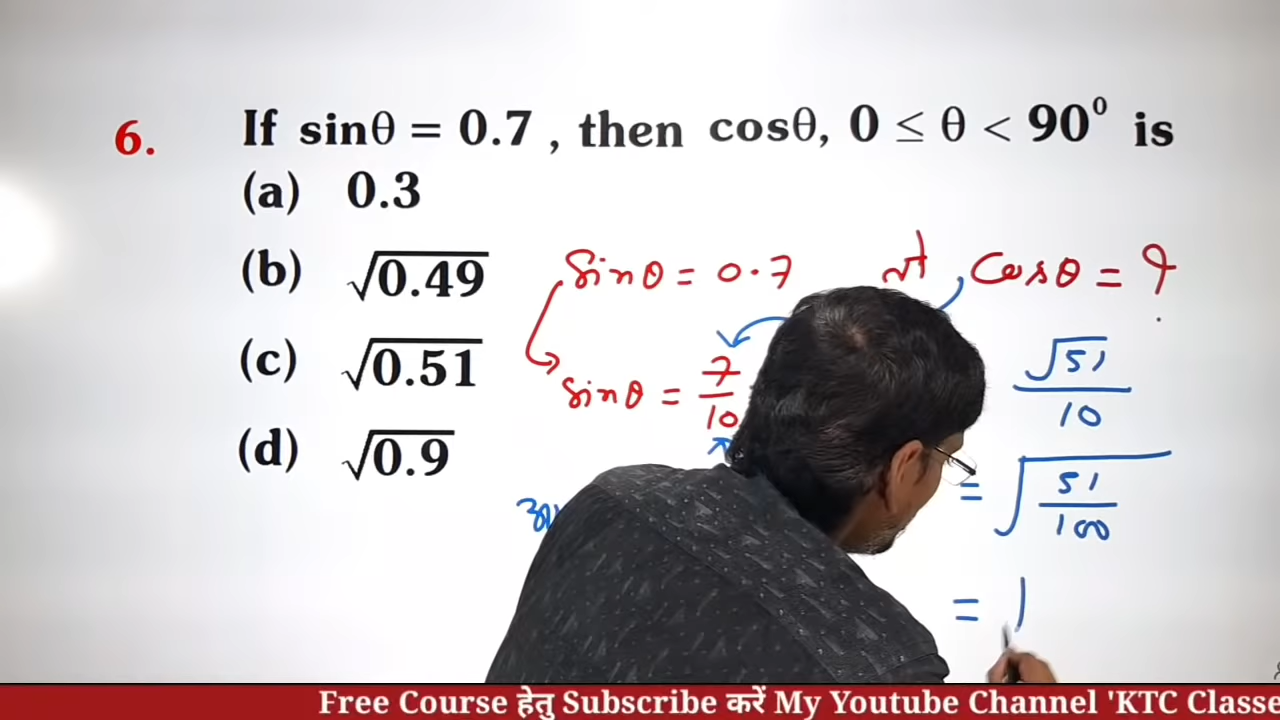 6. If sinθ = 0.7 , then cosθ, 0 ≤ θ < 90⁰ is
(a) 0.3
(b) √0.49
(c) √0.51
(d) √0.9
sinθ = 0.7 तो cosθ = ?
sinθ = 7/10
√51/10
= √51/100
=
Free Course हेतु Subscribe करें My Youtube Channel 'KTC Classe